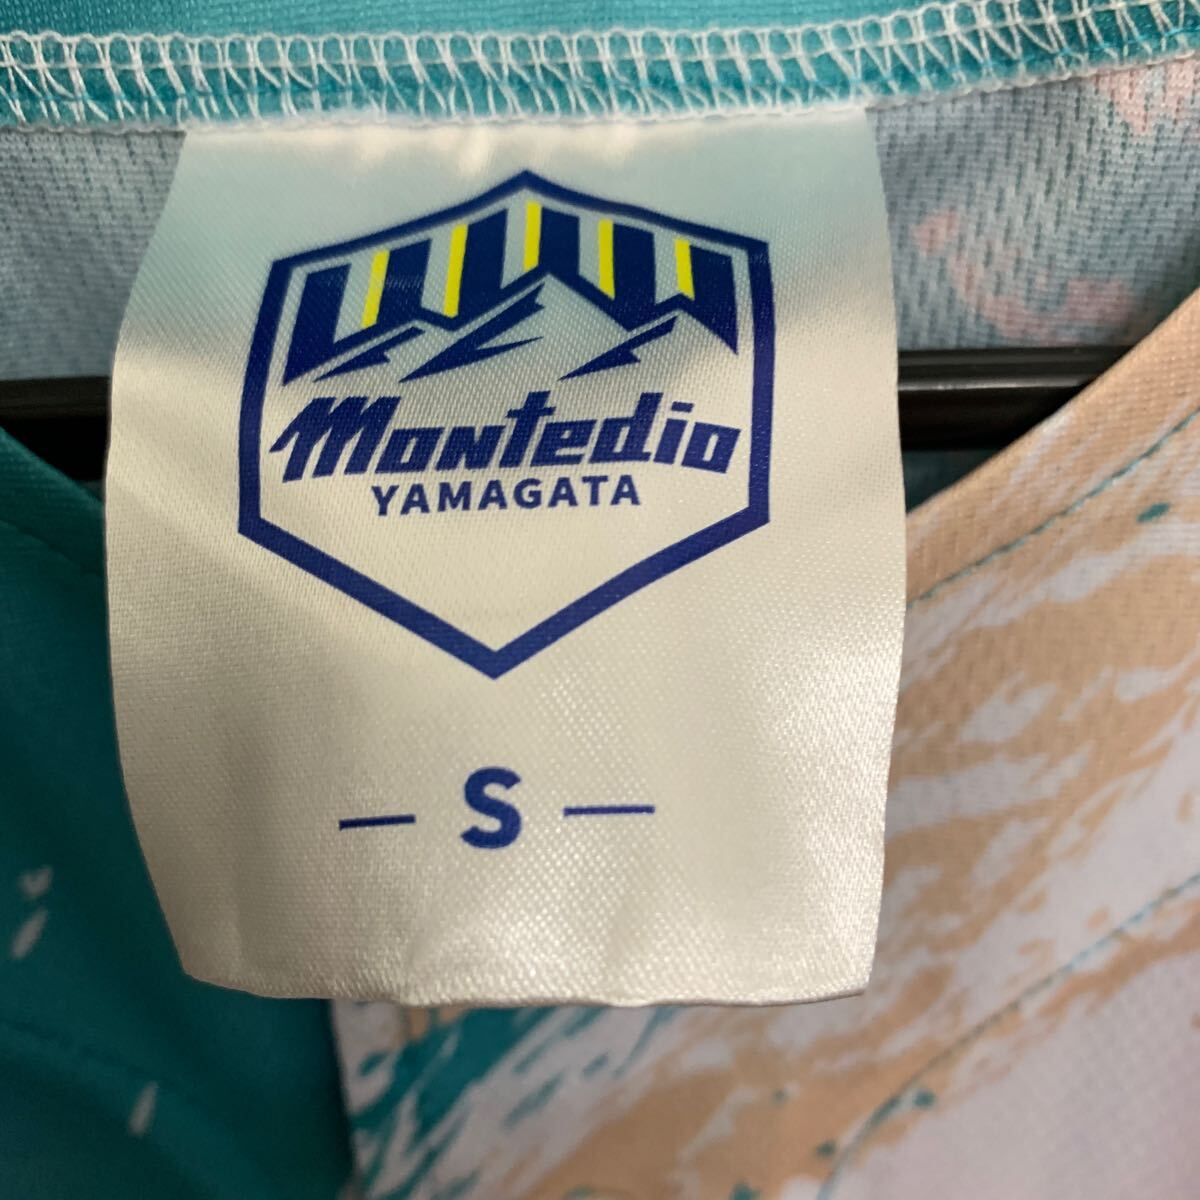 Montedio
YAMAGATA
— S —